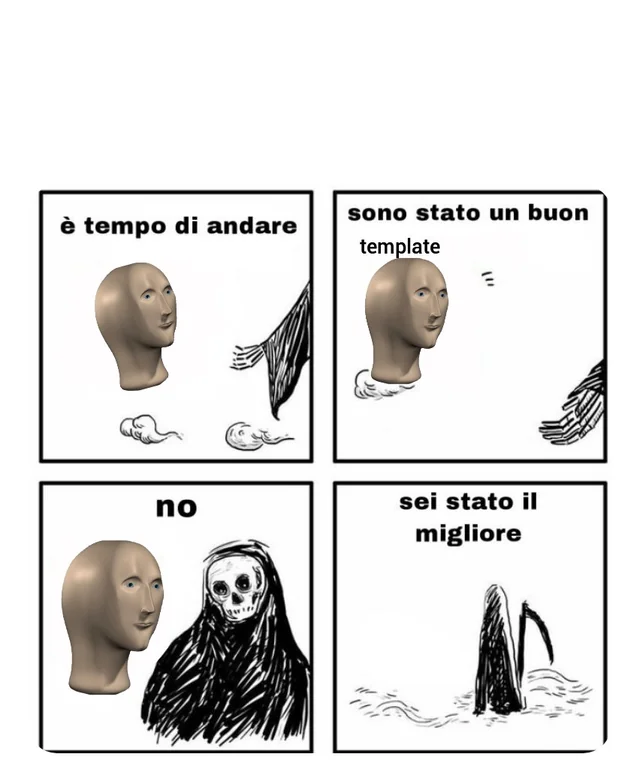 è tempo di andare
sono stato un buon
template
no
sei stato il
migliore